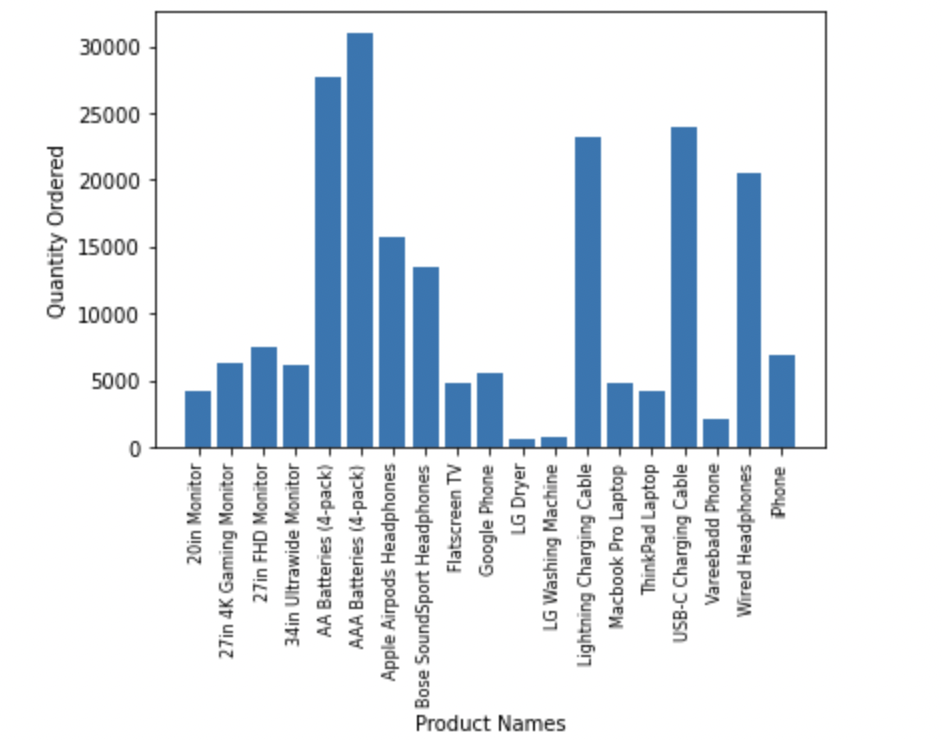 30000
25000
20000
15000
10000
5000
0
Quantity Ordered
20in Monitor
27in 4K Gaming Monitor
27in FHD Monitor
34in Ultrawide Monitor
AA Batteries (4-pack)
AAA Batteries (4-pack)
Apple Airpods Headphones
Bose SoundSport Headphones
Flatscreen TV
Google Phone
LG Dryer
LG Washing Machine
Lightning Charging Cable
Macbook Pro Laptop
ThinkPad Laptop
USB-C Charging Cable
Vareebadd Phone
Wired Headphones
iPhone
Product Names